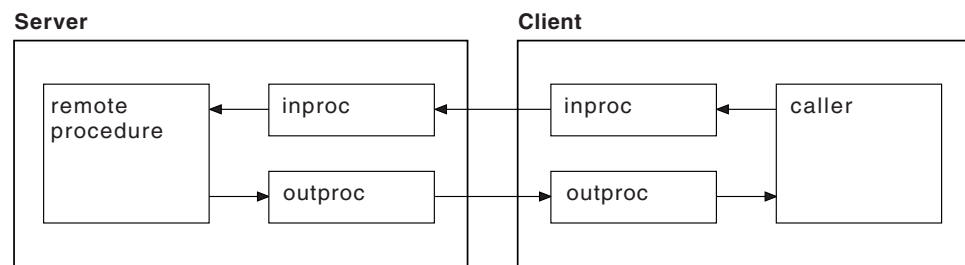 Server
Client
remote
procedure
inproc
inproc
caller
outproc
outproc